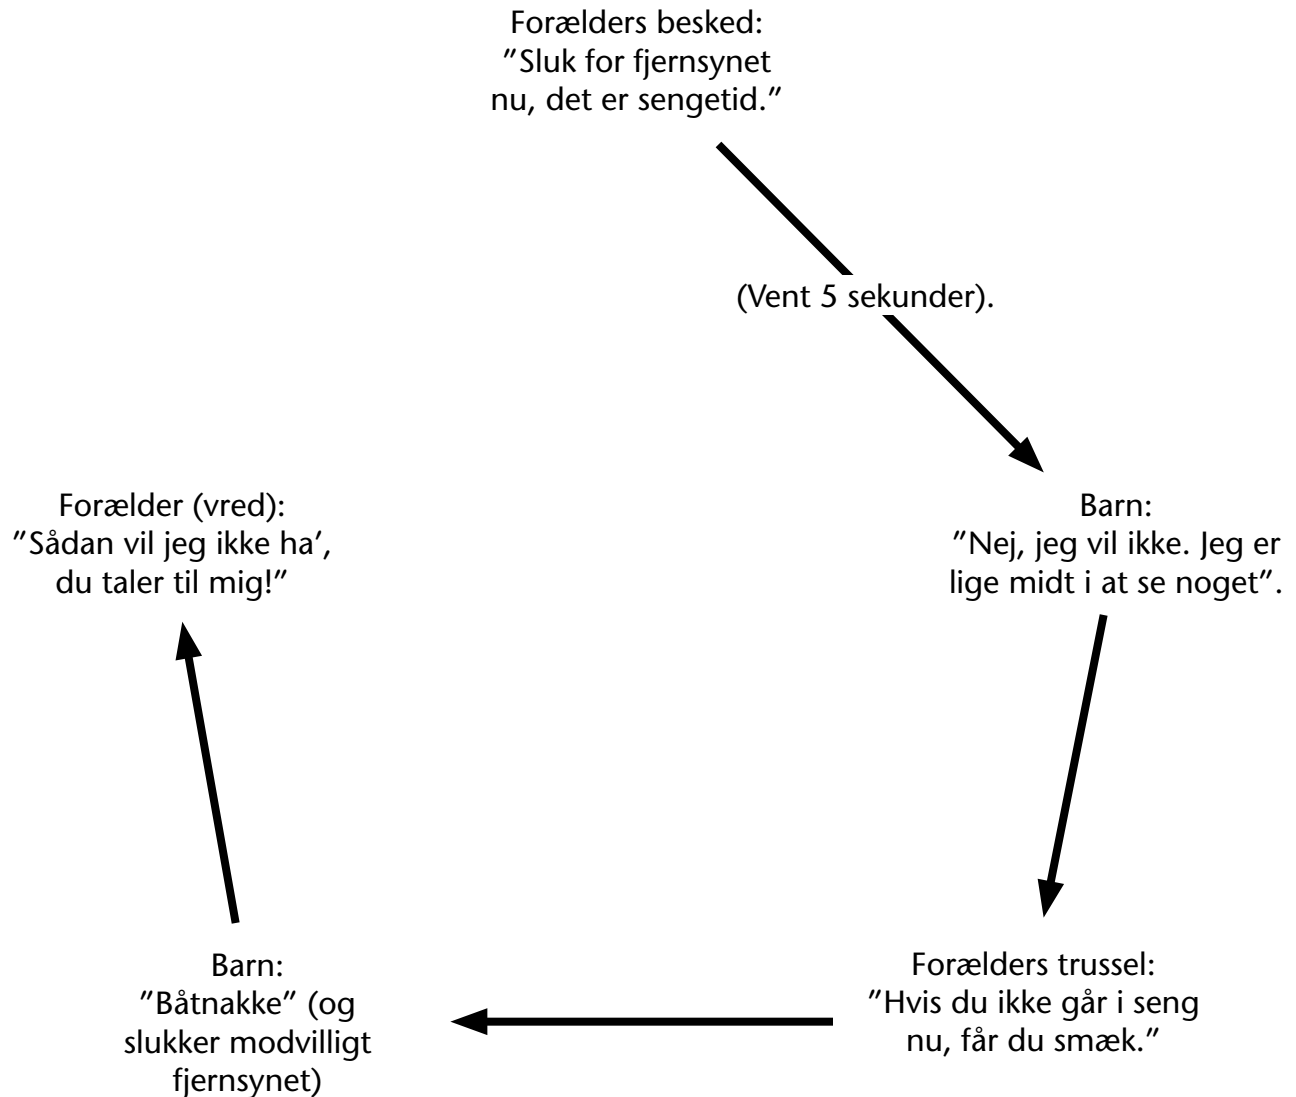 Forælders besked:
”Sluk for fjernsynet
nu, det er sengetid.”
(Vent 5 sekunder).
Barn:
”Nej, jeg vil ikke. Jeg er
lige midt i at se noget”.
Forælders trussel:
”Hvis du ikke går i seng
nu, får du smæk.”
Barn:
”Båtnakke” (og
slukker modvilligt
fjernsynet)
Forælder (vred):
”Sådan vil jeg ikke ha’,
du taler til mig!”